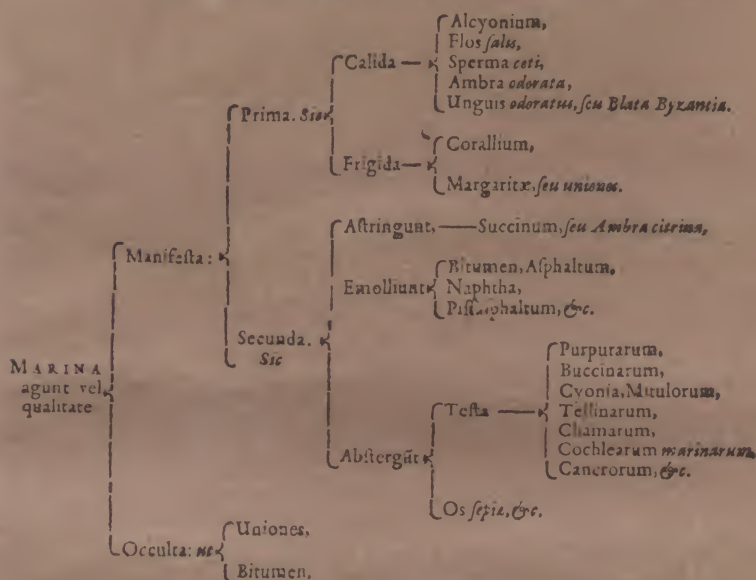 Alcyonium,
Flos ſalis,
Sperma ceti,
Ambra odorata,
Unguis odoratus, ſeu Blata Byzantia.
Calida
Prima. Sic
Frigida
Corallium,
Margaritæ, ſeu uniones.
Manifeſta:
Aſtringunt,
Succinum, ſeu Ambra citrina,
Emolliunt
Bitumen, Aſphaltum,
Naphtha,
Piſſaſphaltum, &c.
Secunda.
Sic
MARINA
agunt vel
qualitate
Abſtergūt
Teſta
Purpurarum,
Buccinarum,
Cyonia, Mitulorum,
Tellinarum,
Chamarum,
Cochlearum marinarum,
Cancrorum, &c.
Os ſepiæ, &c.
Occulta: ut
Uniones,
Bitumen,